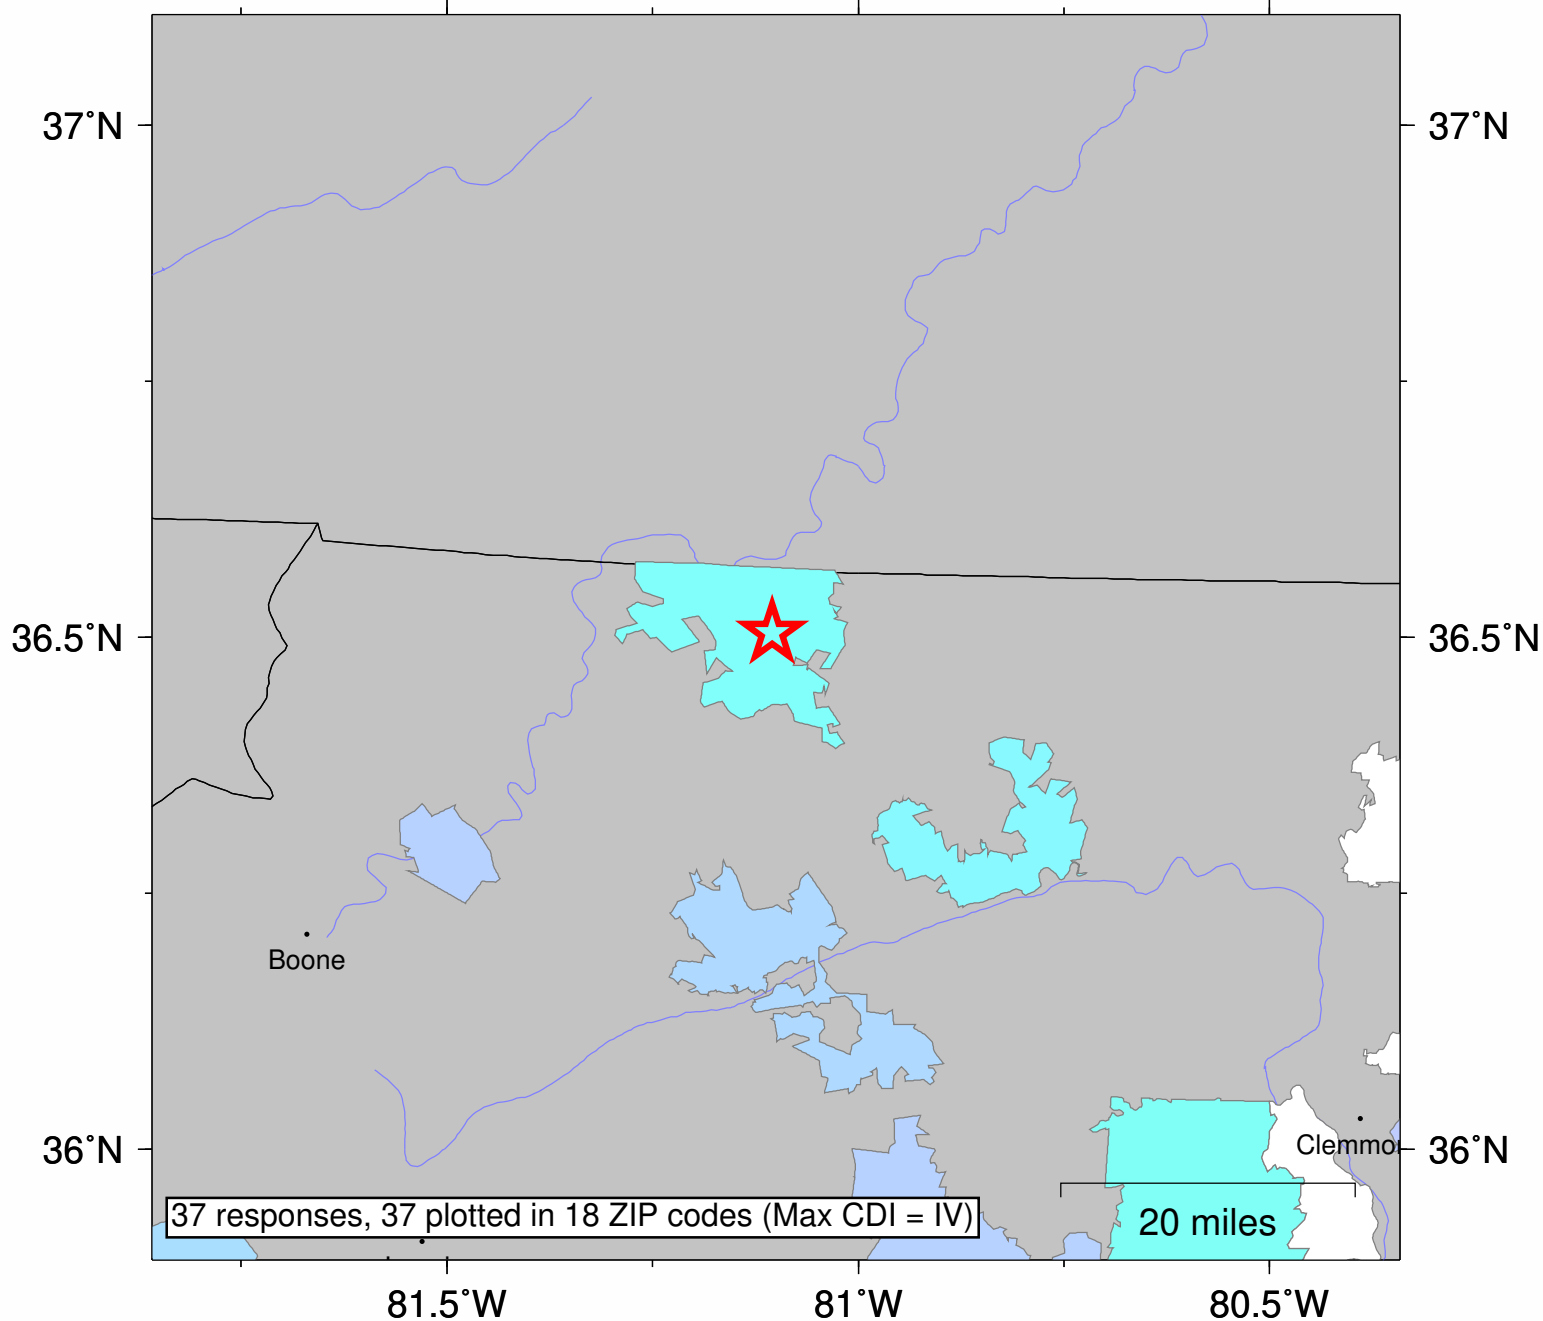 37˚N
37˚N
36.5˚N
36.5˚N
Boone
36˚N
Clemmo
36˚N
37 responses, 37 plotted in 18 ZIP codes (Max CDI = IV)
20 miles
81.5˚W
81˚W
80.5˚W